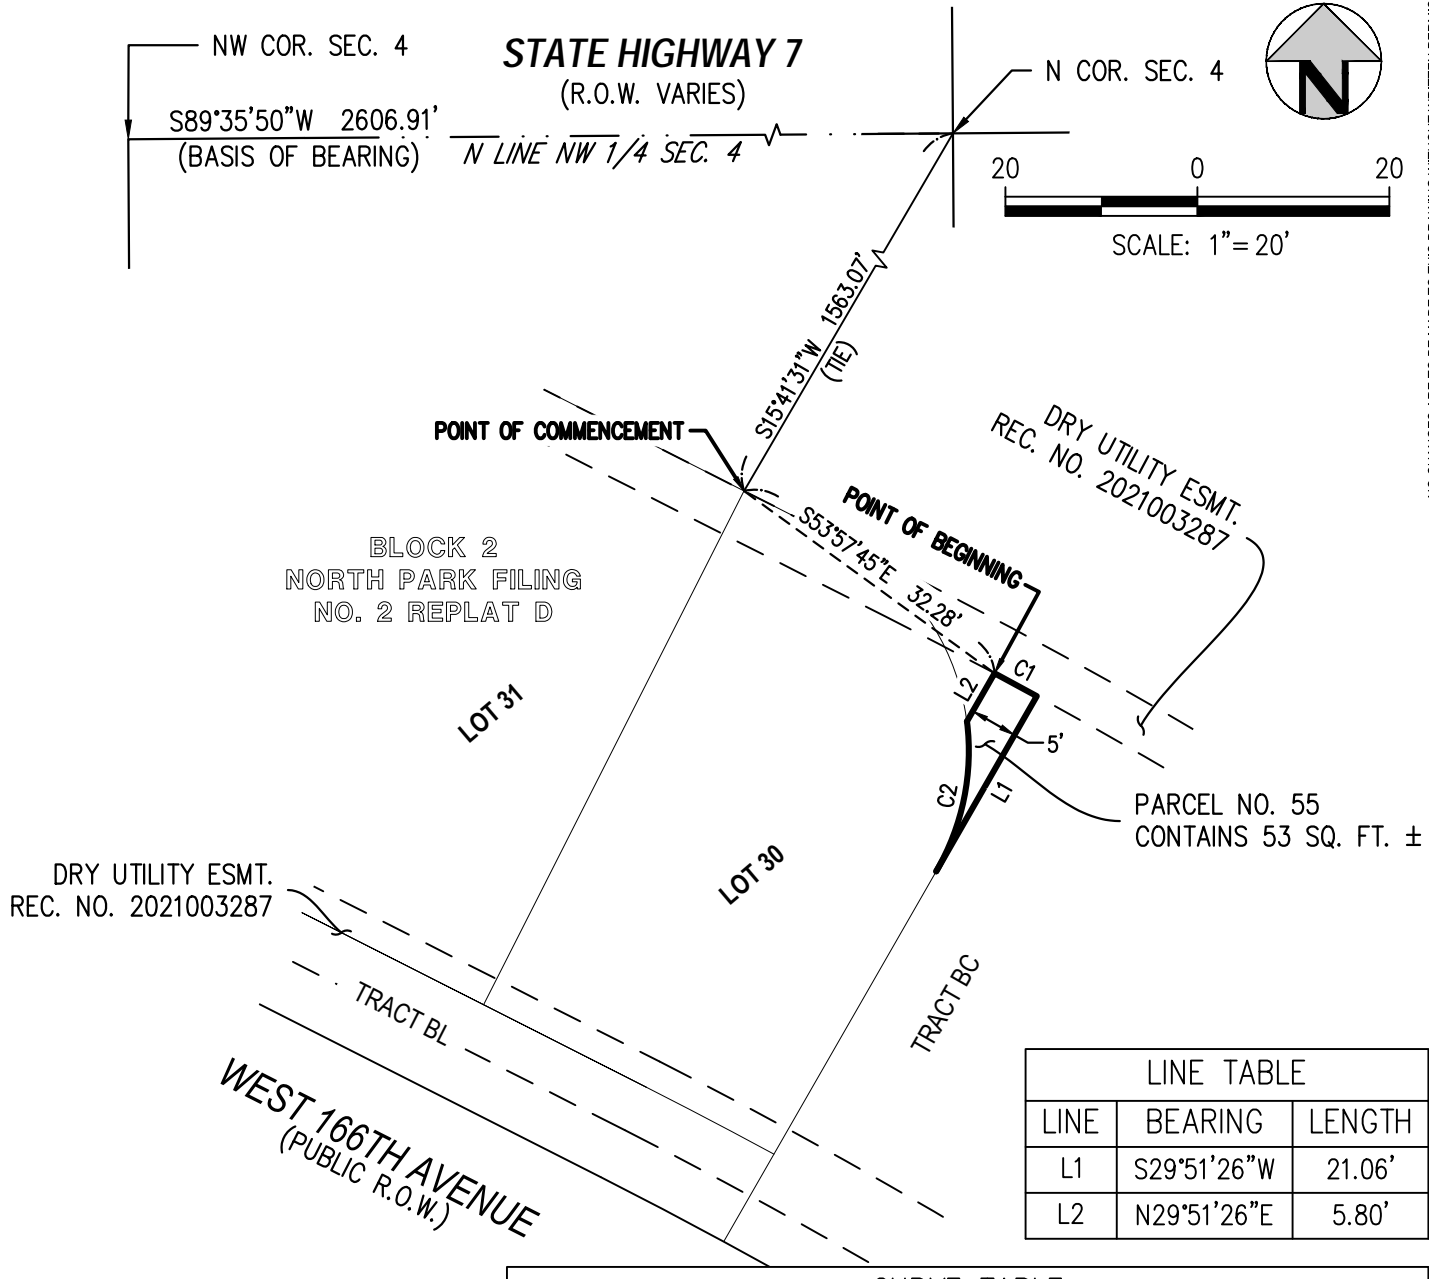 NW COR. SEC. 4
STATE HIGHWAY 7
(R.O.W. VARIES)
N COR. SEC. 4
N
S89°35'50"W 2606.91'
(BASIS OF BEARING)
N LINE NW 1/4 SEC. 4
20 0 20
SCALE: 1"=20'
S15°41'31"W 1563.07'
(TIE)
POINT OF COMMENCEMENT
DRY UTILITY ESMT.
REC. NO. 2021003287
POINT OF BEGINNING
S53°57'45"E 32.28'
BLOCK 2
NORTH PARK FILING
NO. 2 REPLAT D
C1
L2
LOT 31
5'
C2
L1
PARCEL NO. 55
CONTAINS 53 SQ. FT. ±
LOT 30
DRY UTILITY ESMT.
REC. NO. 2021003287
TRACT BC
TRACT BL
WEST 166TH AVENUE
(PUBLIC R.O.W.)
LINE TABLE
LINE BEARING LENGTH
L1 S29°51'26"W 21.06'
L2 N29°51'26"E 5.80'